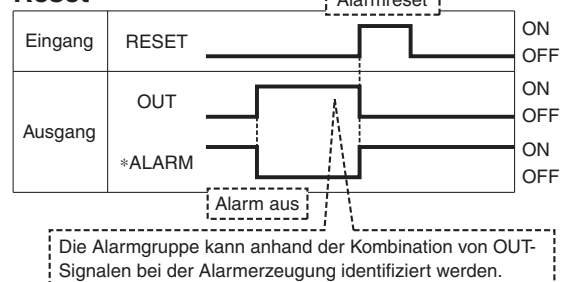 Reset
Alarmreset
Eingang RESET ON
OFF
Ausgang OUT ON
OFF
*ALARM ON
OFF
Alarm aus
Die Alarmgruppe kann anhand der Kombination von OUT-
Signalen bei der Alarmerzeugung identifiziert werden.